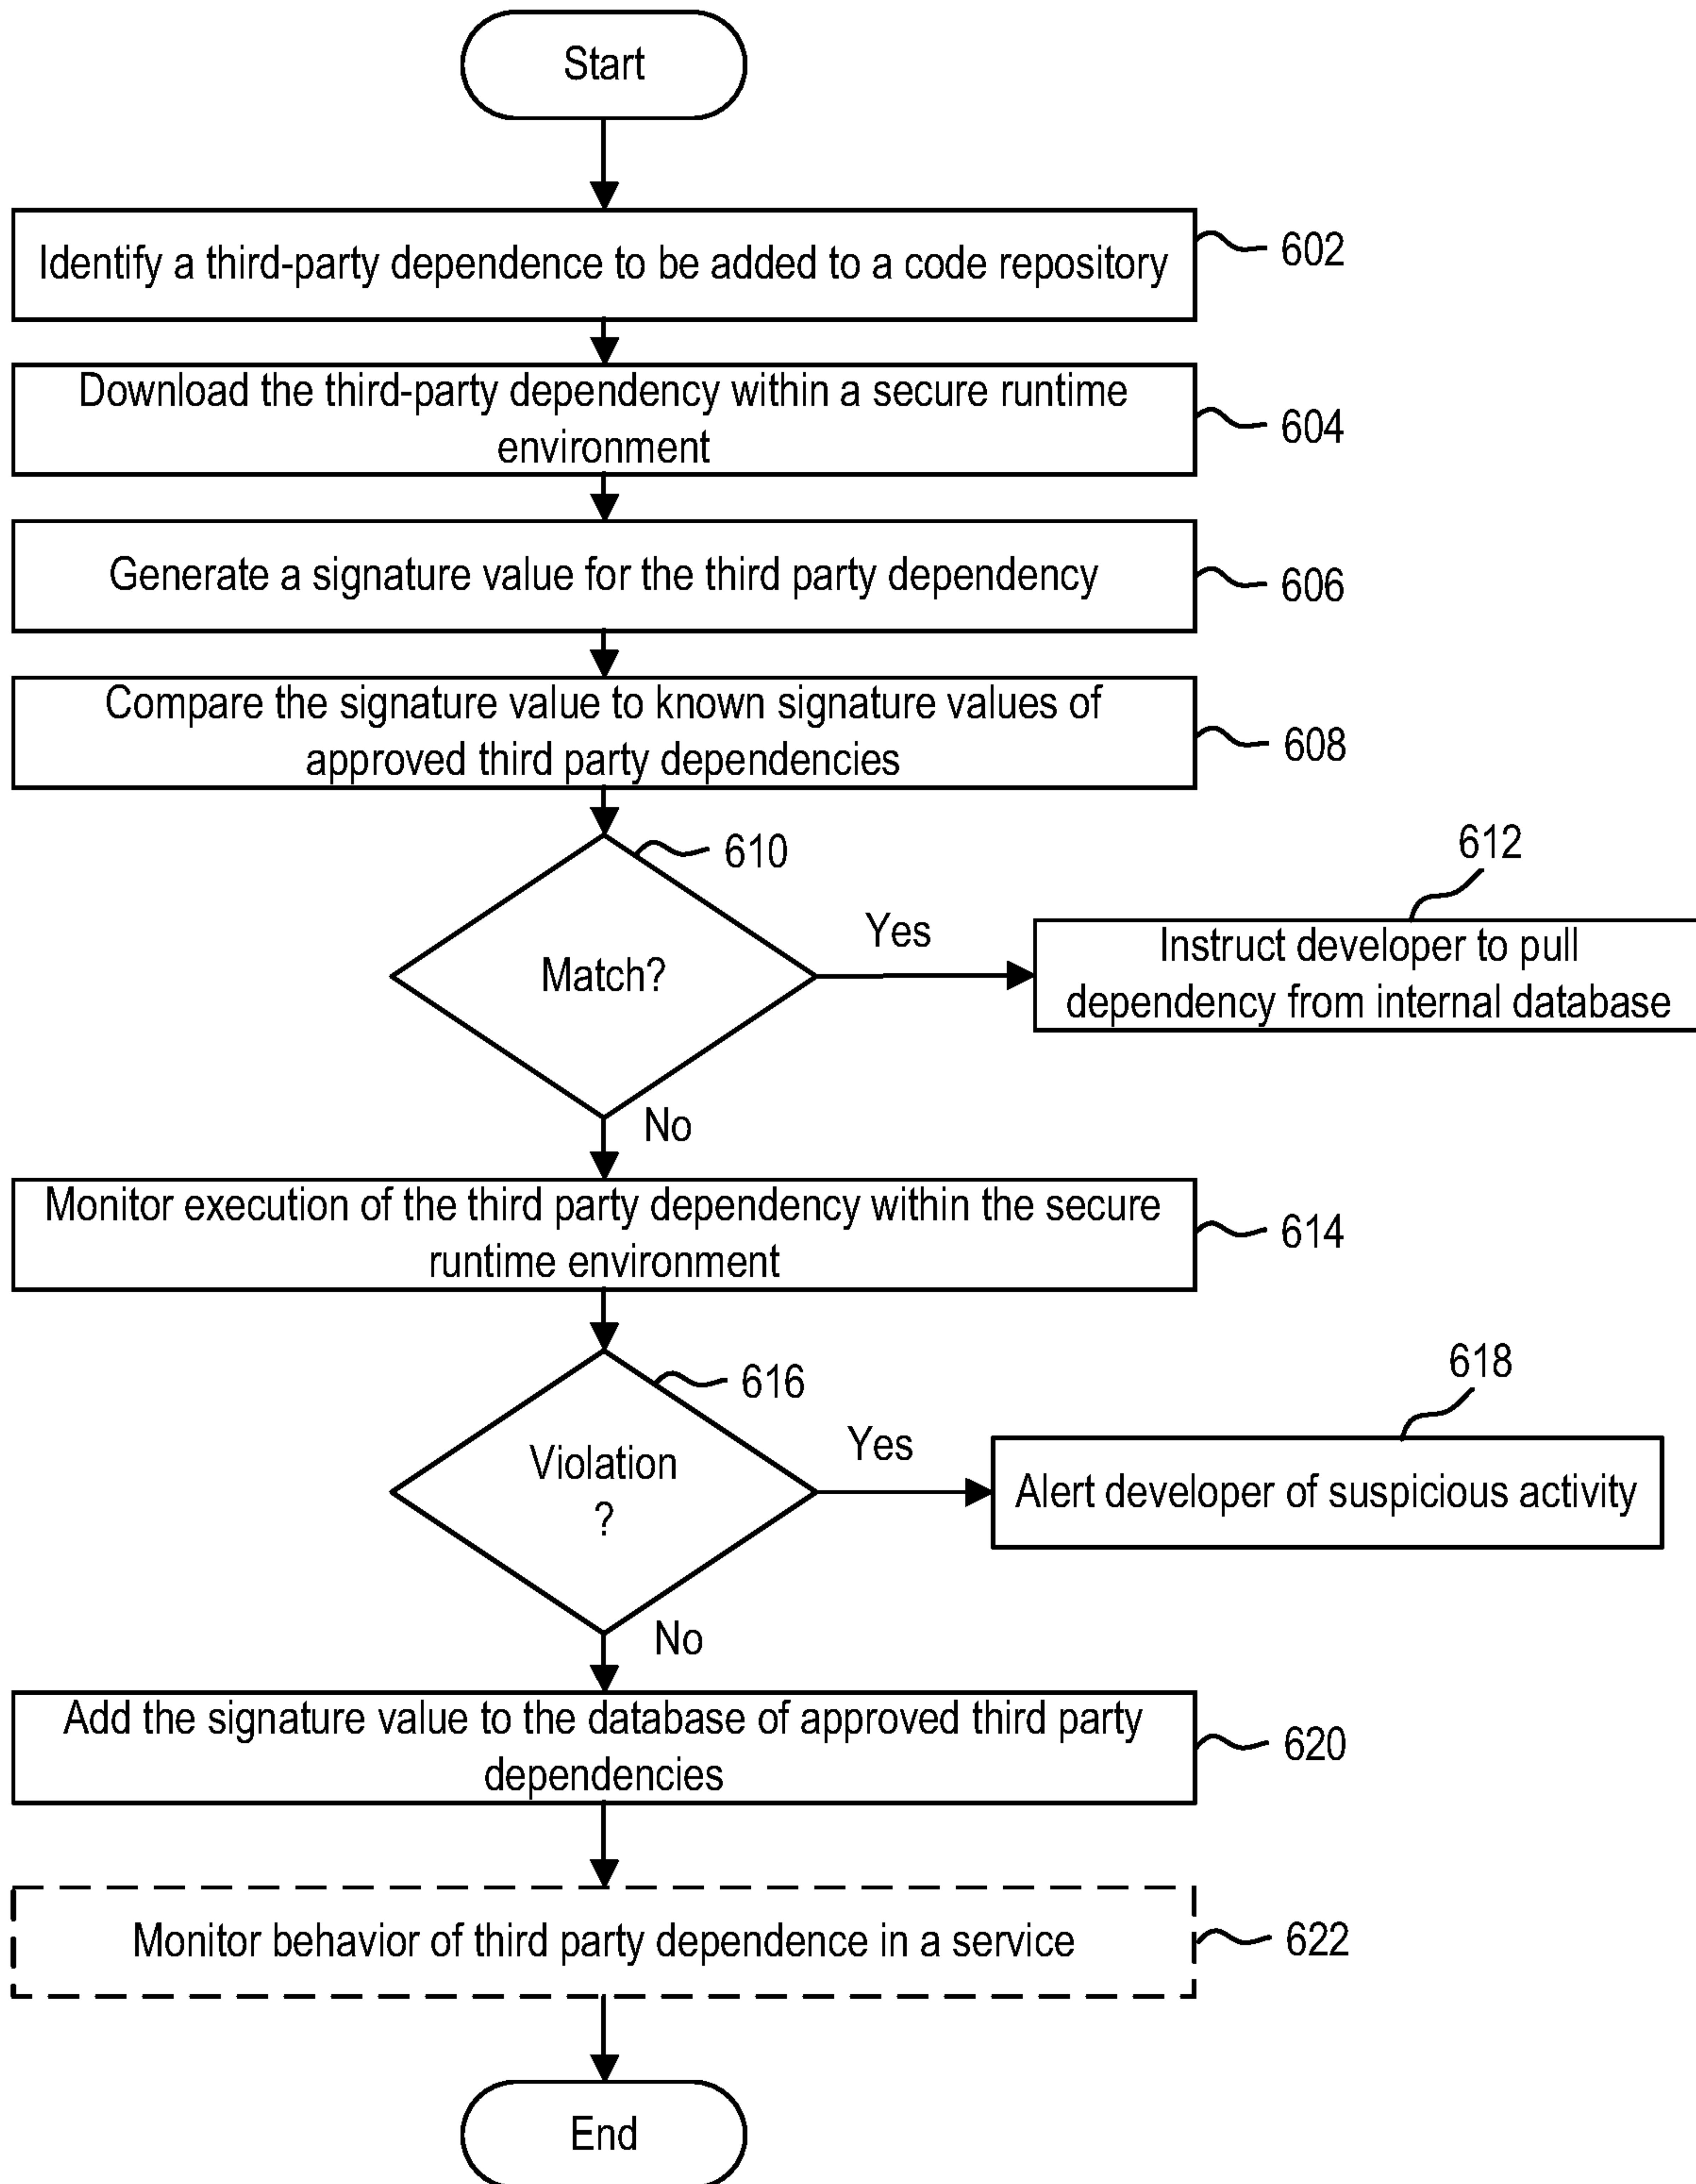 Start
Identify a third-party dependence to be added to a code repository
602
Download the third-party dependency within a secure runtime
environment
604
Generate a signature value for the third party dependency
606
Compare the signature value to known signature values of
approved third party dependencies
608
610
Match?
Yes
612
Instruct developer to pull
dependency from internal database
No
Monitor execution of the third party dependency within the secure
runtime environment
614
616
Violation
?
Yes
618
Alert developer of suspicious activity
No
Add the signature value to the database of approved third party
dependencies
620
Monitor behavior of third party dependence in a service
622
End